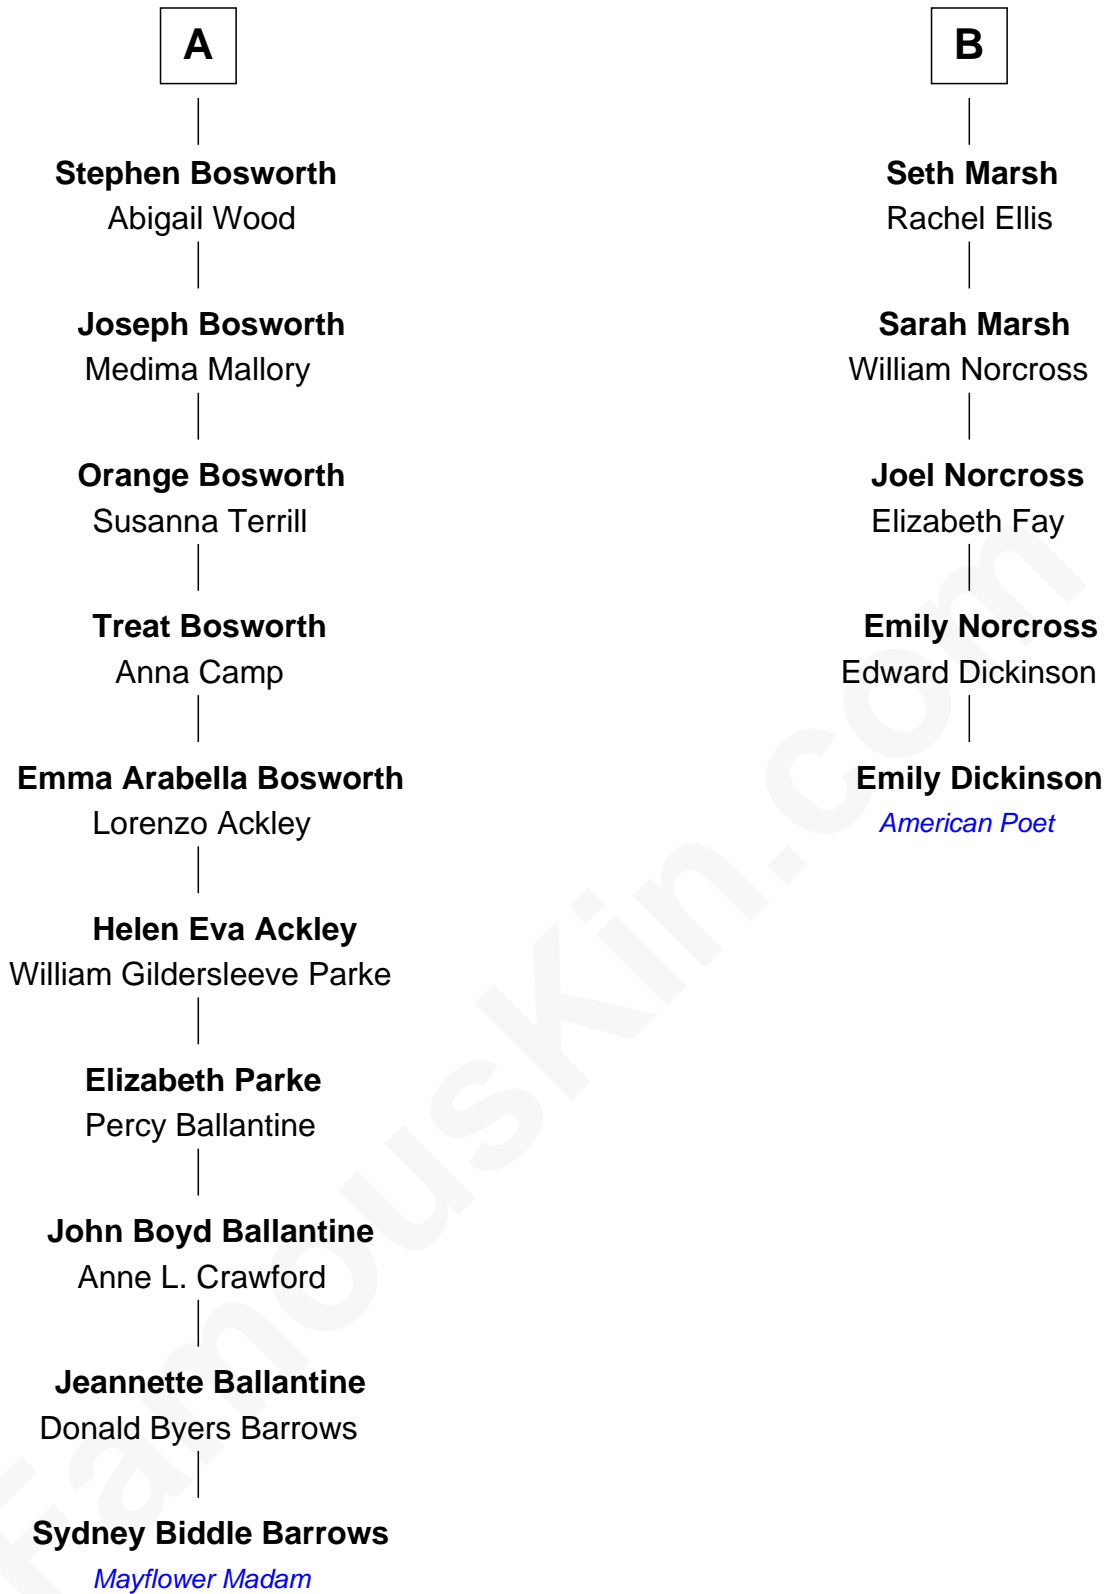 A
Stephen Bosworth
Abigail Wood
Joseph Bosworth
Medima Mallory
Orange Bosworth
Susanna Terrill
Treat Bosworth
Anna Camp
Emma Arabella Bosworth
Lorenzo Ackley
Helen Eva Ackley
William Gildersleeve Parke
Elizabeth Parke
Percy Ballantine
John Boyd Ballantine
Anne L. Crawford
Jeannette Ballantine
Donald Byers Barrows
Sydney Biddle Barrows
Mayflower Madam
B
Seth Marsh
Rachel Ellis
Sarah Marsh
William Norcross
Joel Norcross
Elizabeth Fay
Emily Norcross
Edward Dickinson
Emily Dickinson
American Poet
FamousKin.com